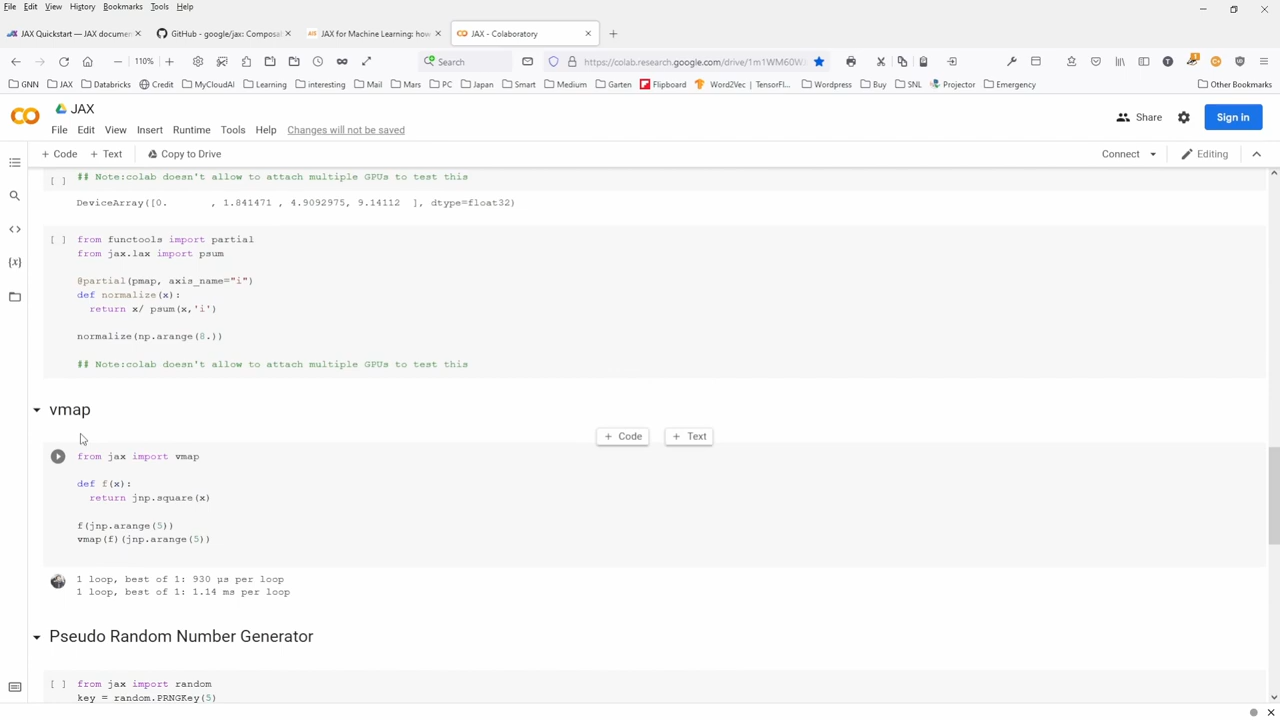 File Edit View History Bookmarks Tools Help
JAX Quickstart — JAX documen
GitHub - google/jax: Composal
JAX for Machine Learning: how
JAX - Colaboratory
110%
Search
https://colab.research.google.com/drive/1m1WM60W
GNN JAX Databricks Credit MyCloudAI Learning interesting Mail Mars PC Japan Smart Medium Garten Flipboard Word2Vec | TensorFl... Wordpress Buy SNL Projector Emergency Other Bookmarks
JAX
File Edit View Insert Runtime Tools Help Changes will not be saved
Share
Sign in
+ Code + Text Copy to Drive
Connect
Editing
## Note:colab doesn't allow to attach multiple GPUs to test this
[ ]
DeviceArray([0. , 1.841471 , 4.9092975, 9.14112 ], dtype=float32)
[ ] from functools import partial
from jax.lax import psum
@partial(pmap, axis_name="i")
def normalize(x):
return x/ psum(x,'i')
normalize(np.arange(8.))
## Note:colab doesn't allow to attach multiple GPUs to test this
vmap
+ Code + Text
from jax import vmap
def f(x):
return jnp.square(x)
f(jnp.arange(5))
vmap(f)(jnp.arange(5))
1 loop, best of 1: 930 µs per loop
1 loop, best of 1: 1.14 ms per loop
Pseudo Random Number Generator
[ ] from jax import random
key = random.PRNGKey(5)